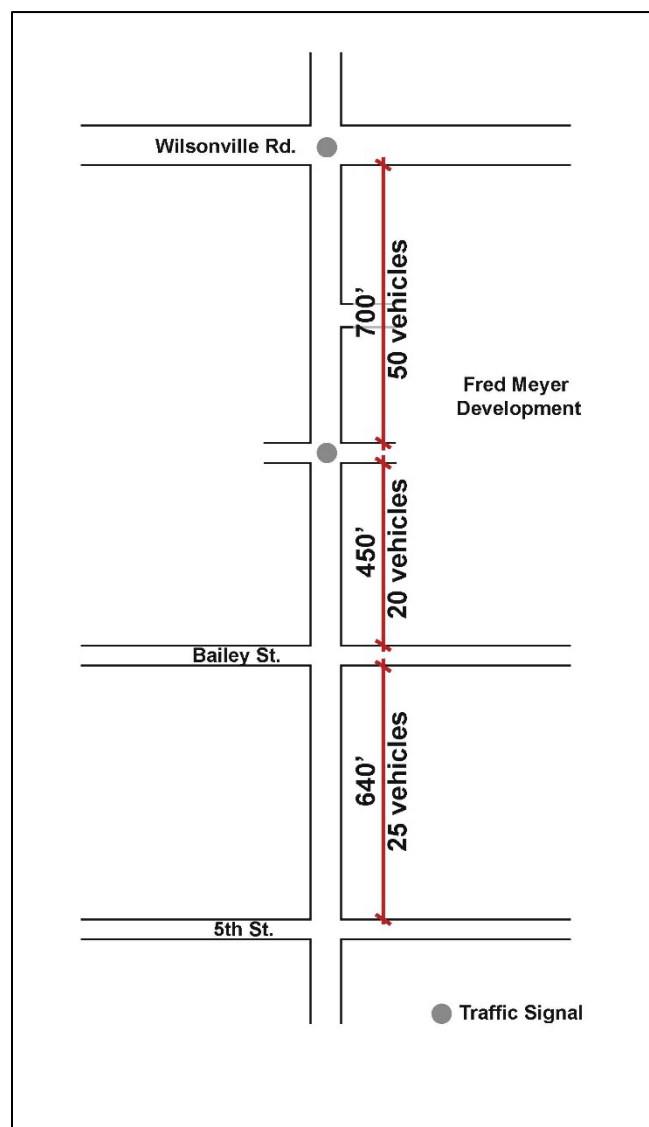 Wilsonville Rd.
700’
50 vehicles
Fred Meyer
Development
450’
20 vehicles
Bailey St.
640’
25 vehicles
5th St.
Traffic Signal